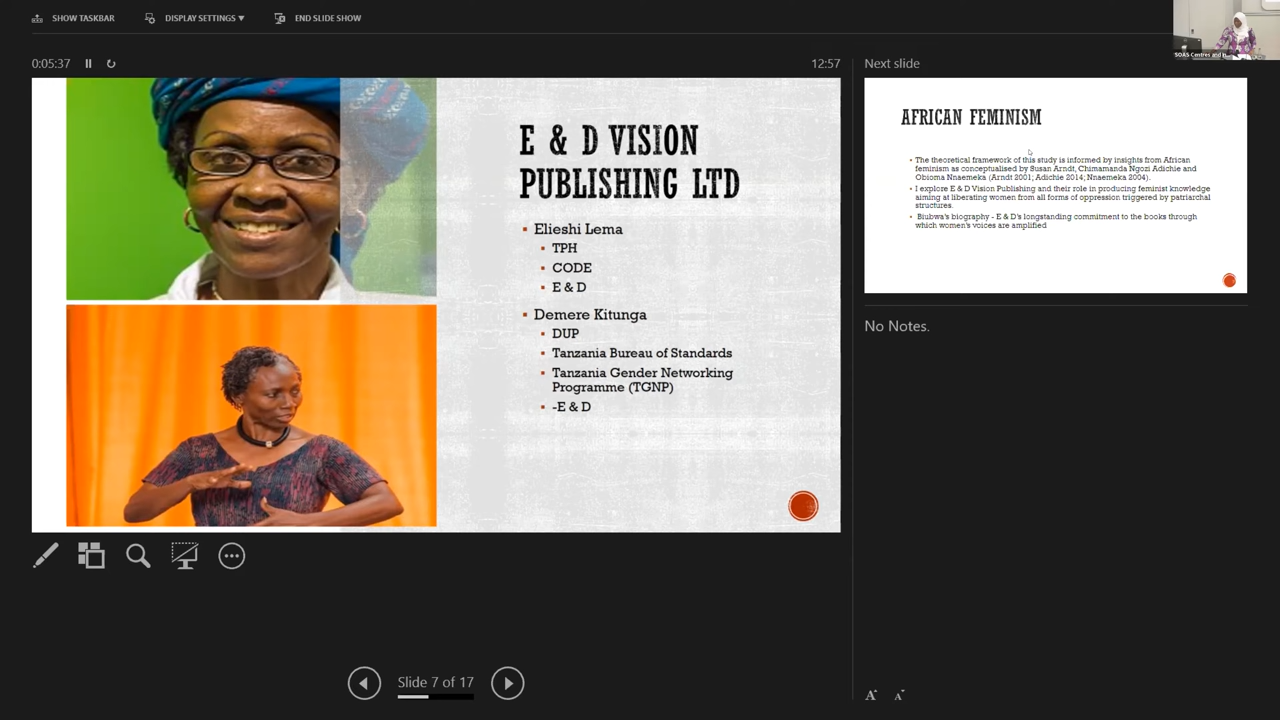 SHOW TASKBAR
DISPLAY SETTINGS ▼
END SLIDE SHOW
0:05:37
12:57
E & D VISION
PUBLISHING LTD
▪ Elieshi Lema
▪ TPH
▪ CODE
▪ E & D
▪ Demere Kitunga
▪ DUP
▪ Tanzania Bureau of Standards
▪ Tanzania Gender Networking
Programme (TGNP)
▪ -E & D
Slide 7 of 17
SOAS Centres and
Next slide
AFRICAN FEMINISM
▪ The theoretical framework of this study is informed by insights from African
feminism as conceptualised by Susan Arndt, Chimamanda Ngozi Adichie and
Obioma Nnaemeka (Arndt 2001; Adichie 2014; Nnaemeka 2004).
▪ I explore E & D Vision Publishing and their role in producing feminist knowledge
aiming at liberating women from all forms of oppression triggered by patriarchal
structures.
▪ Biubwa's biography - E & D's longstanding commitment to the books through
which women's voices are amplified
No Notes.
A A